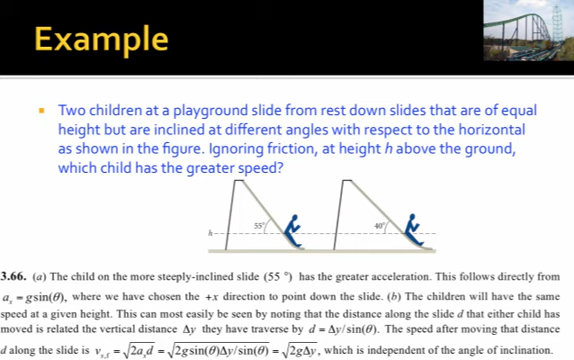 Example
Two children at a playground slide from rest down slides that are of equal
height but are inclined at different angles with respect to the horizontal
as shown in the figure. Ignoring friction, at height h above the ground,
which child has the greater speed?
55°
40°
h
3.66. (a) The child on the more steeply-inclined slide (55 °) has the greater acceleration. This follows directly from
aₓ = gsin(θ), where we have chosen the +x direction to point down the slide. (b) The children will have the same
speed at a given height. This can most easily be seen by noting that the distance along the slide d that either child has
moved is related the vertical distance Δy they have traverse by d = Δy/sin(θ). The speed after moving that distance
d along the slide is vₓ,f = √2aₓd = √2gsin(θ)Δy/sin(θ) = √2gΔy, which is independent of the angle of inclination.